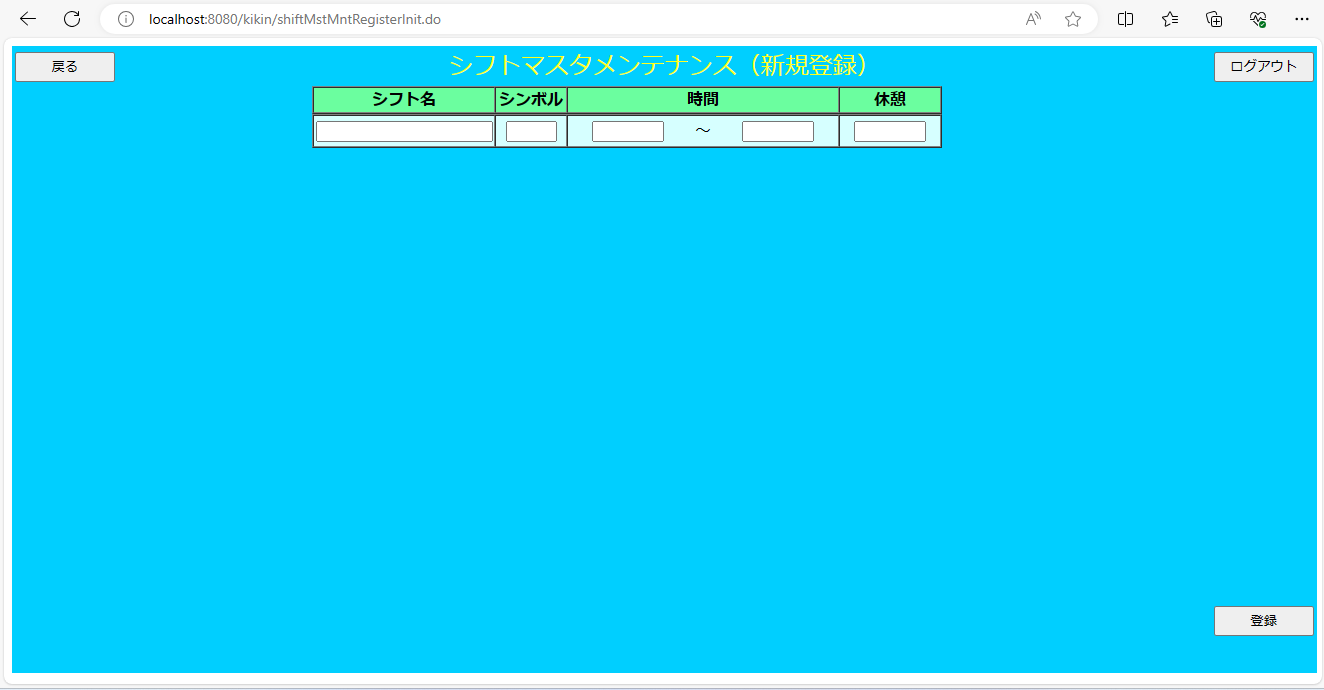 localhost:8080/kikin/shiftMstMntRegisterInit.do
戻る シフトマスタメンテナンス（新規登録） ログアウト
シフト名 シンボル 時間 休憩
～
登録